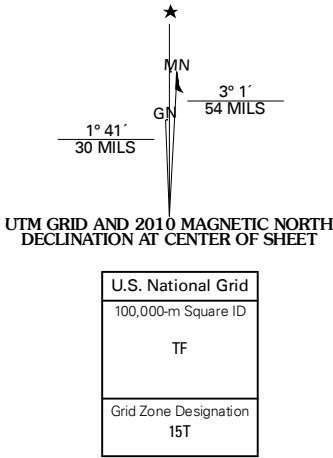 MN
3° 1´
54 MILS
GN
1° 41´
30 MILS
UTM GRID AND 2010 MAGNETIC NORTH
DECLINATION AT CENTER OF SHEET
U.S. National Grid
100,000-m Square ID
TF
Grid Zone Designation
15T